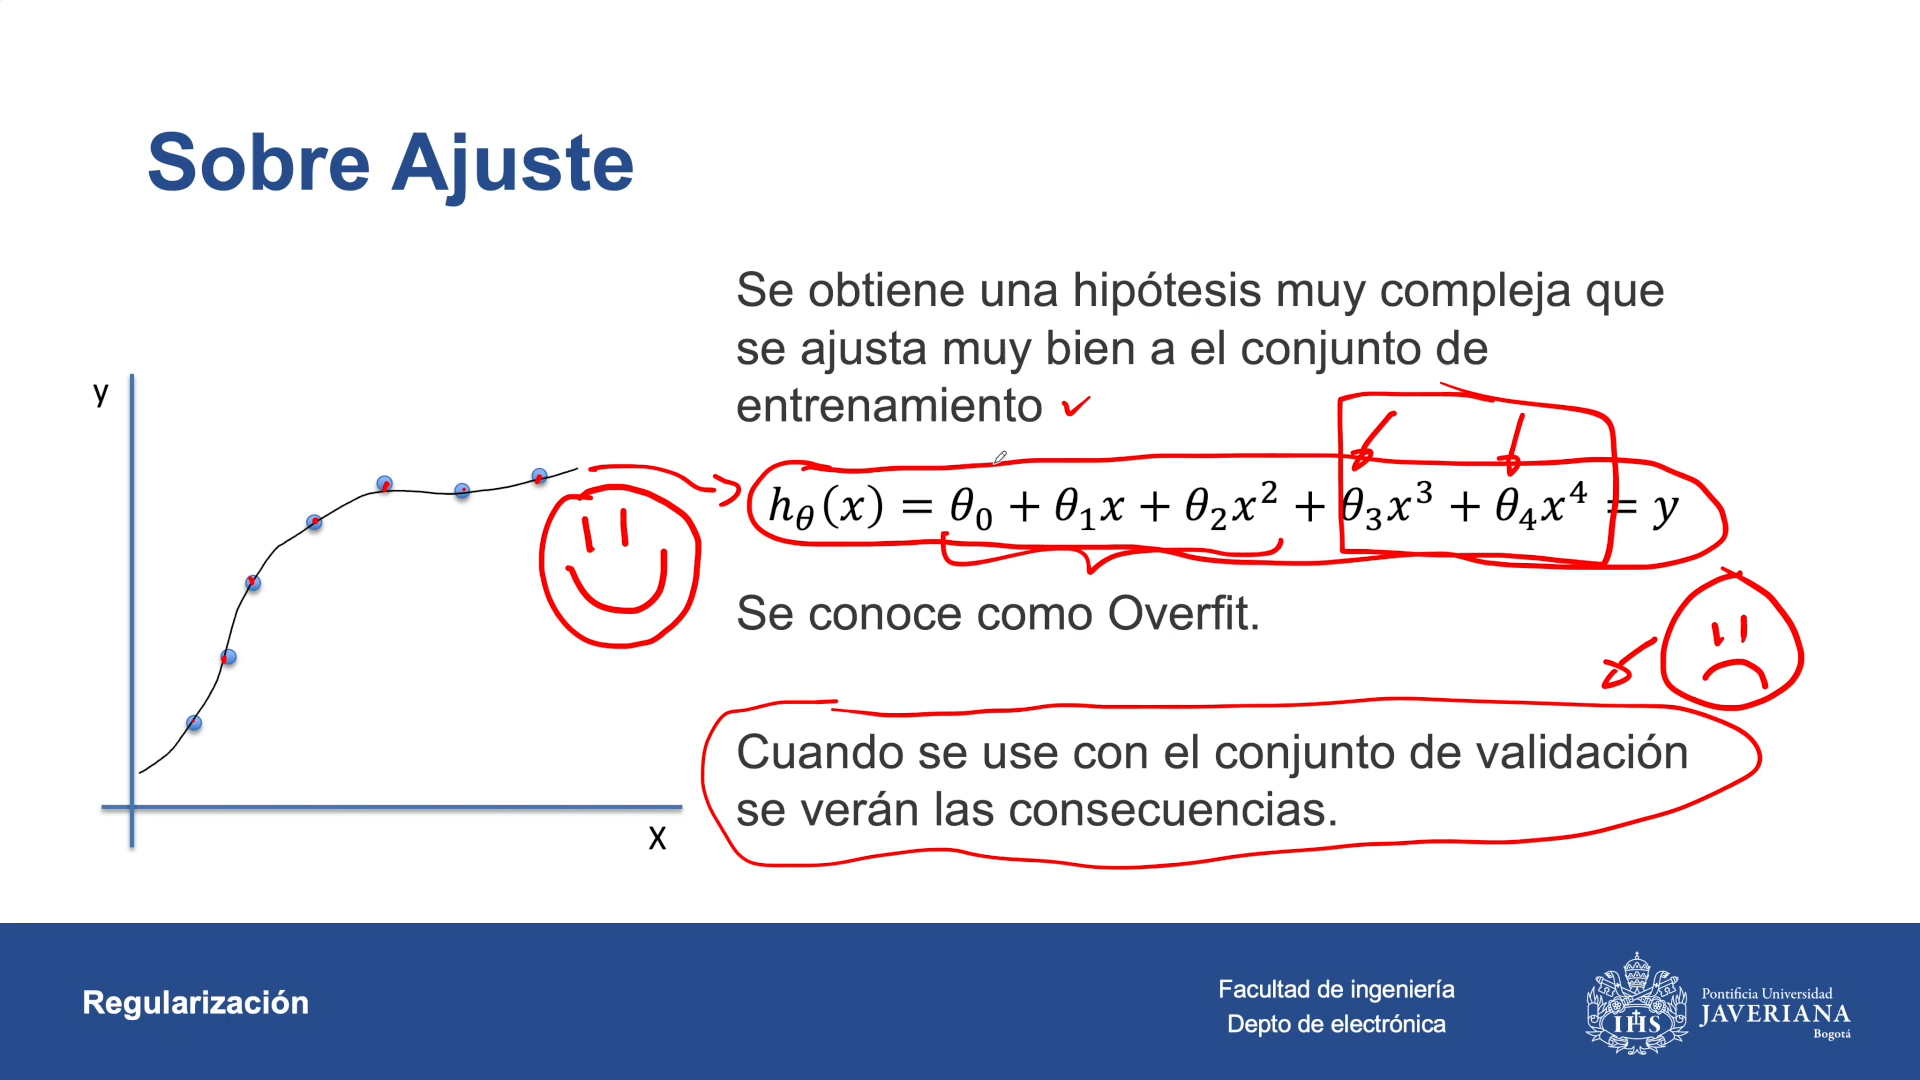 Sobre Ajuste
Se obtiene una hipótesis muy compleja que
se ajusta muy bien a el conjunto de
entrenamiento ✓
y
h_θ(x) = θ₀ + θ₁x + θ₂x² + θ₃x³ + θ₄x⁴ = y
Se conoce como Overfit.
Cuando se use con el conjunto de validación
se verán las consecuencias.
X
Regularización
Facultad de ingeniería
Depto de electrónica
IHS
Pontificia Universidad
JAVERIANA
Bogotá